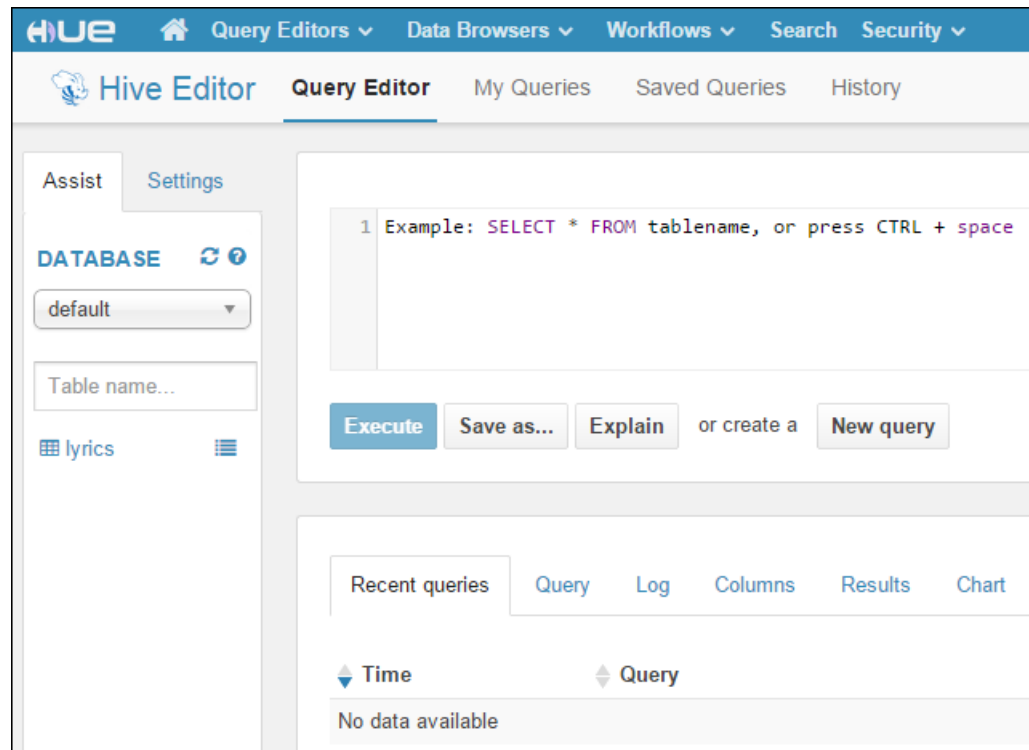 HUE Query Editors Data Browsers Workflows Search Security
Hive Editor Query Editor My Queries Saved Queries History
Assist Settings
DATABASE
default
Table name...
lyrics
1 Example: SELECT * FROM tablename, or press CTRL + space
Execute Save as... Explain or create a New query
Recent queries Query Log Columns Results Chart
Time Query
No data available